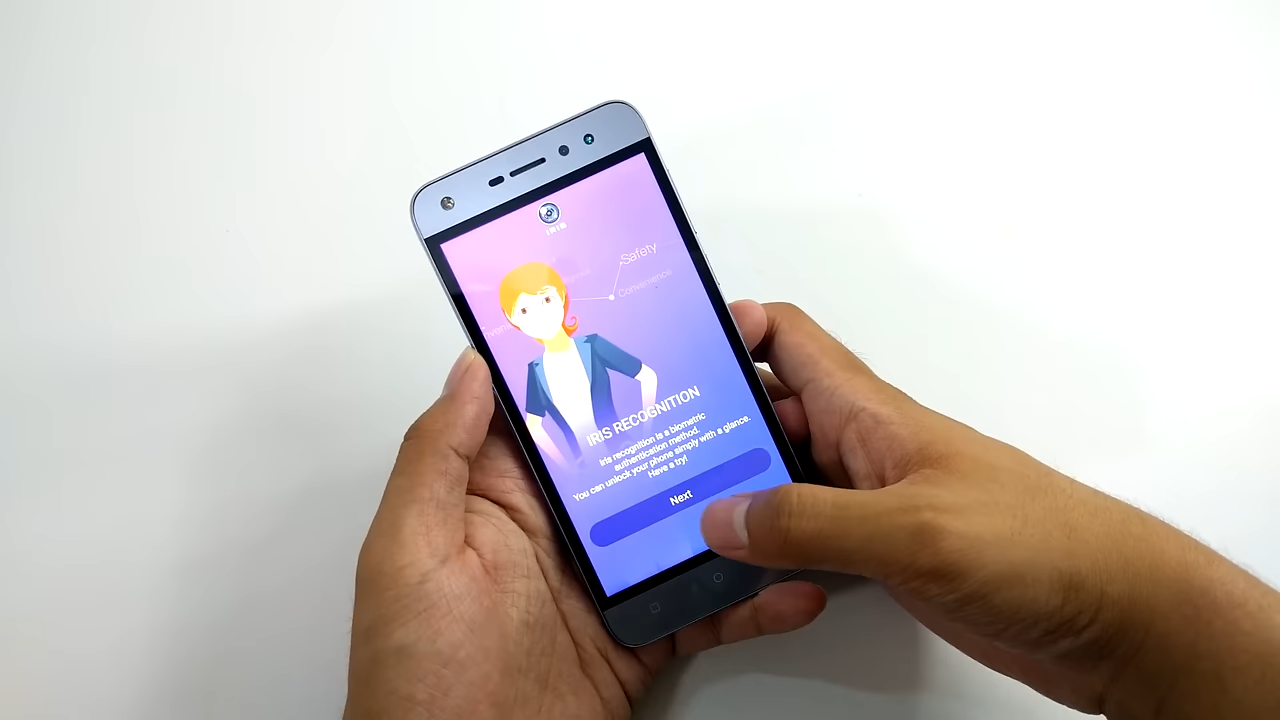 IRIS
Safety
Convenience
IRIS RECOGNITION
Iris recognition is a biometric
authentication method.
You can unlock your phone simply with a glance.
Have a try!
Next